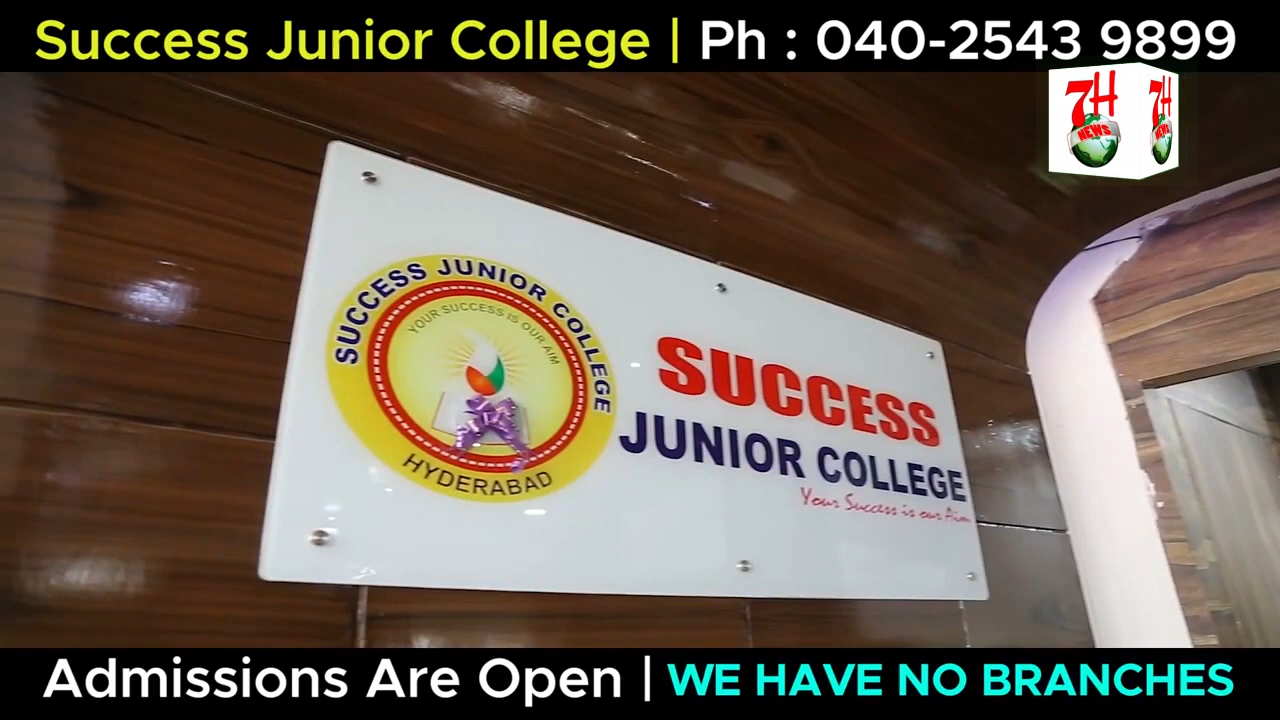 Success Junior College | Ph : 040-2543 9899
7H
NEWS
SUCCESS JUNIOR COLLEGE
YOUR SUCCESS IS OUR AIM
HYDERABAD
SUCCESS
JUNIOR COLLEGE
Your Success is our Aim
Admissions Are Open | WE HAVE NO BRANCHES